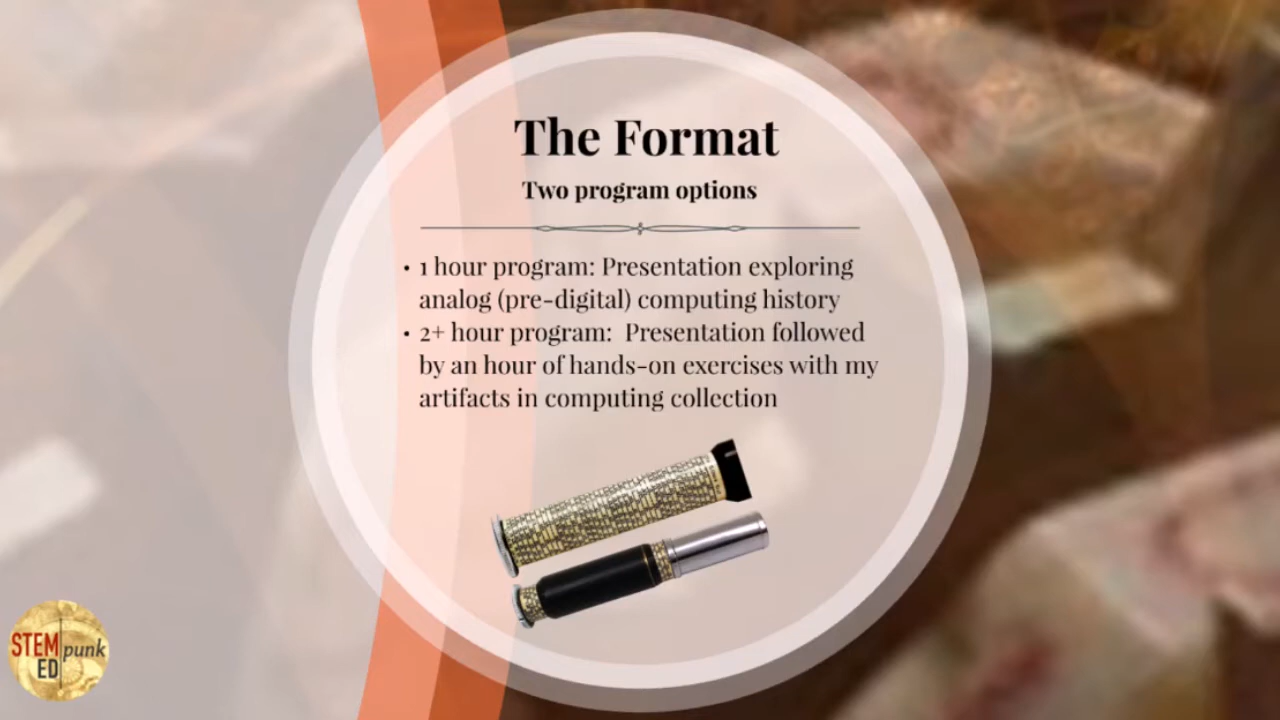 The Format
Two program options
• 1 hour program: Presentation exploring
analog (pre-digital) computing history
• 2+ hour program:  Presentation followed
by an hour of hands-on exercises with my
artifacts in computing collection
STEM
punk
ED